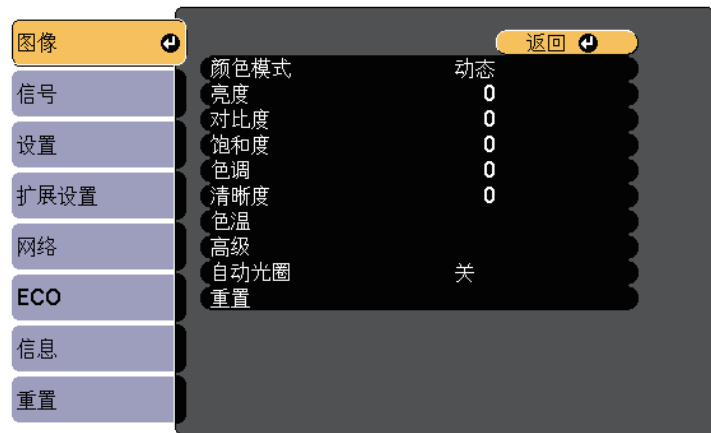 图像
信号
设置
扩展设置
网络
ECO
信息
重置
返回
颜色模式 动态
亮度 0
对比度 0
饱和度 0
色调 0
清晰度 0
色温
高级
自动光圈 关
重置